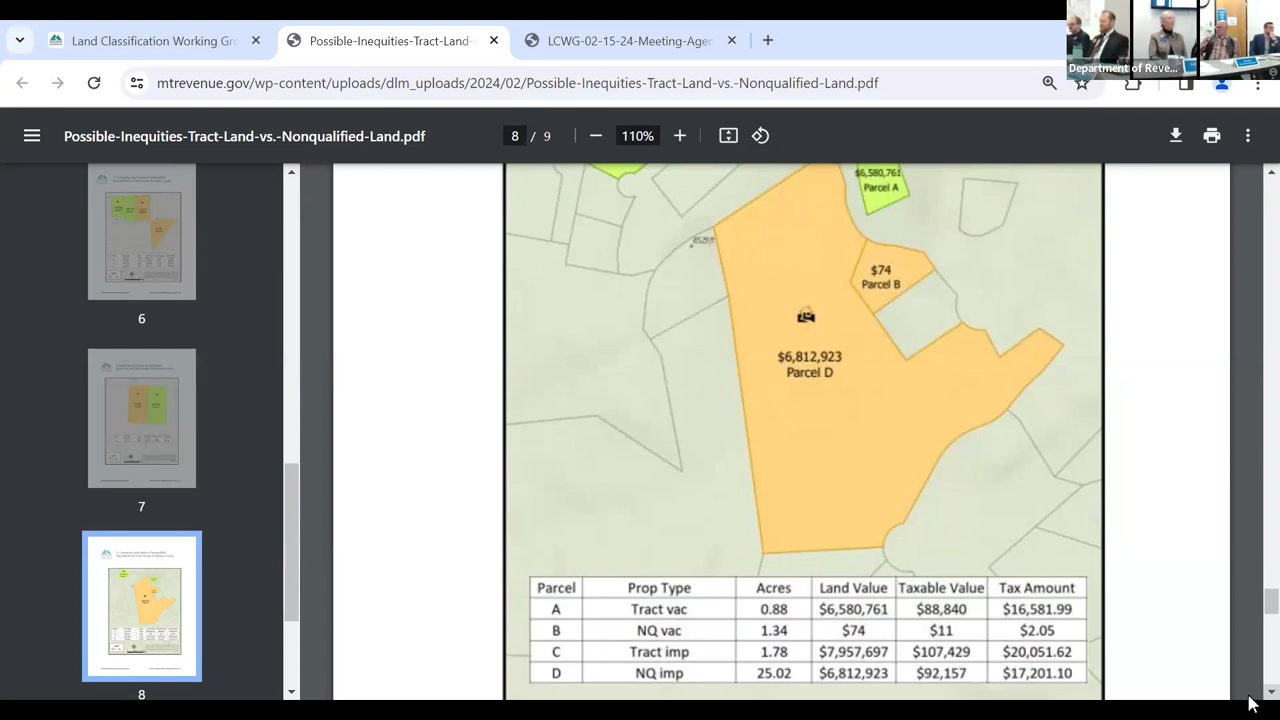 Land Classification Working Gr
Possible-Inequities-Tract-Land-
LCWG-02-15-24-Meeting-Agen
Department of Reve...
mtrevenue.gov/wp-content/uploads/lm_uploads/2024/02/Possible-Inequities-Tract-Land-vs.-Nonqualified-Land.pdf
Possible-Inequities-Tract-Land-vs.-Nonqualified-Land.pdf
8 / 9
110%
6
7
8
$6,580,761
Parcel A
8529 ft
$74
Parcel B
$6,812,923
Parcel D
Parcel Prop Type Acres Land Value Taxable Value Tax Amount
A Tract vac 0.88 $6,580,761 $88,840 $16,581.99
B NQ vac 1.34 $74 $11 $2.05
C Tract imp 1.78 $7,957,697 $107,429 $20,051.62
D NQ imp 25.02 $6,812,923 $92,157 $17,201.10